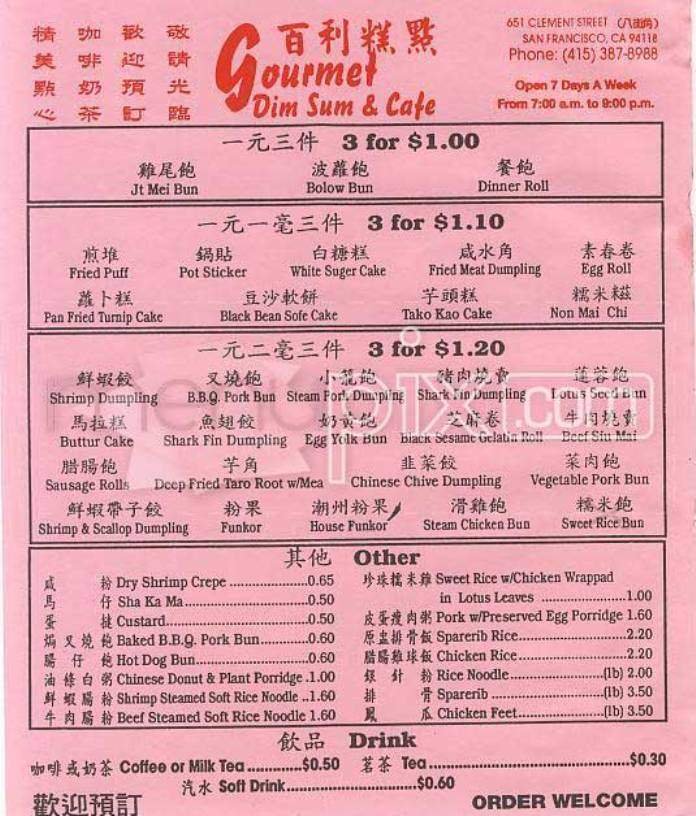 精 咖 歡 敬
美 啡 迎 請
點 奶 預 光
心 茶 訂 臨
百利糕點
Gourmet
Dim Sum & Cafe
651 CLEMENT STREET (八街角)
SAN FRANCISCO, CA 94118
Phone: (415) 387-8988
Open 7 Days A Week
From 7:00 a.m. to 9:00 p.m.
一元三件 3 for $1.00
雞尾飽 波蘿飽 餐飽
Jt Mei Bun Bolow Bun Dinner Roll
一元一毫三件 3 for $1.10
煎堆 鍋貼 白糖糕 咸水角 素春卷
Fried Puff Pot Sticker White Suger Cake Fried Meat Dumpling Egg Roll
蘿卜糕 豆沙軟餅 芋頭糕 糯米糍
Pan Fried Turnip Cake Black Bean Sofe Cake Tako Kao Cake Non Mai Chi
一元二毫三件 3 for $1.20
鮮蝦餃 叉燒飽 小籠飽 豬肉燒賣 蓮蓉飽
Shrimp Dumpling B.B.Q. Pork Bun Steam Pork Dumpling Shark Fin Dumpling Lotus Seed Bun
馬拉糕 魚翅餃 奶黃飽 芝麻卷 牛肉燒賣
Buttur Cake Shark Fin Dumpling Egg Yolk Bun Black Sesame Gelatin Roll Beef Siu Mai
腊腸飽 芋角 韭菜餃 菜肉飽
Sausage Rolls Deep Fried Taro Root w/Mea Chinese Chive Dumpling Vegetable Pork Bun
鮮蝦帶子餃 粉果 潮州粉果 滑雞飽 糯米飽
Shrimp & Scallop Dumpling Funkor House Funkor Steam Chicken Bun Sweet Rice Bun
menupix.com
其他 Other
咸 粉 Dry Shrimp Crepe ....................0.65
馬 仔 Sha Ka Ma....................0.50
蛋 撻 Custard....................0.50
焗叉燒飽 Baked B.B.Q. Pork Bun............0.60
腸 仔 飽 Hot Dog Bun....................0.60
油條白粥 Chinese Donut & Plant Porridge .1.00
鮮蝦腸粉 Shrimp Steamed Soft Rice Noodle ..1.60
牛肉腸粉 Beef Steamed Soft Rice Noodle 1.60
珍珠糯米雞 Sweet Rice w/Chicken Wrappad
in Lotus Leaves ....................1.00
皮蛋瘦肉粥 Pork w/Preserved Egg Porridge 1.60
原盅排骨飯 Sparerib Rice....................2.20
腊腸雞球飯 Chicken Rice....................2.20
銀 針 粉 Rice Noodle....................(lb) 2.00
排 骨 Sparerib ....................(lb) 3.50
鳳 爪 Chicken Feet....................(lb) 3.50
飲品 Drink
咖啡或奶茶 Coffee or Milk Tea ............$0.50 茗茶 Tea....................$0.30
汽水 Soft Drink....................$0.60
歡迎預訂 ORDER WELCOME